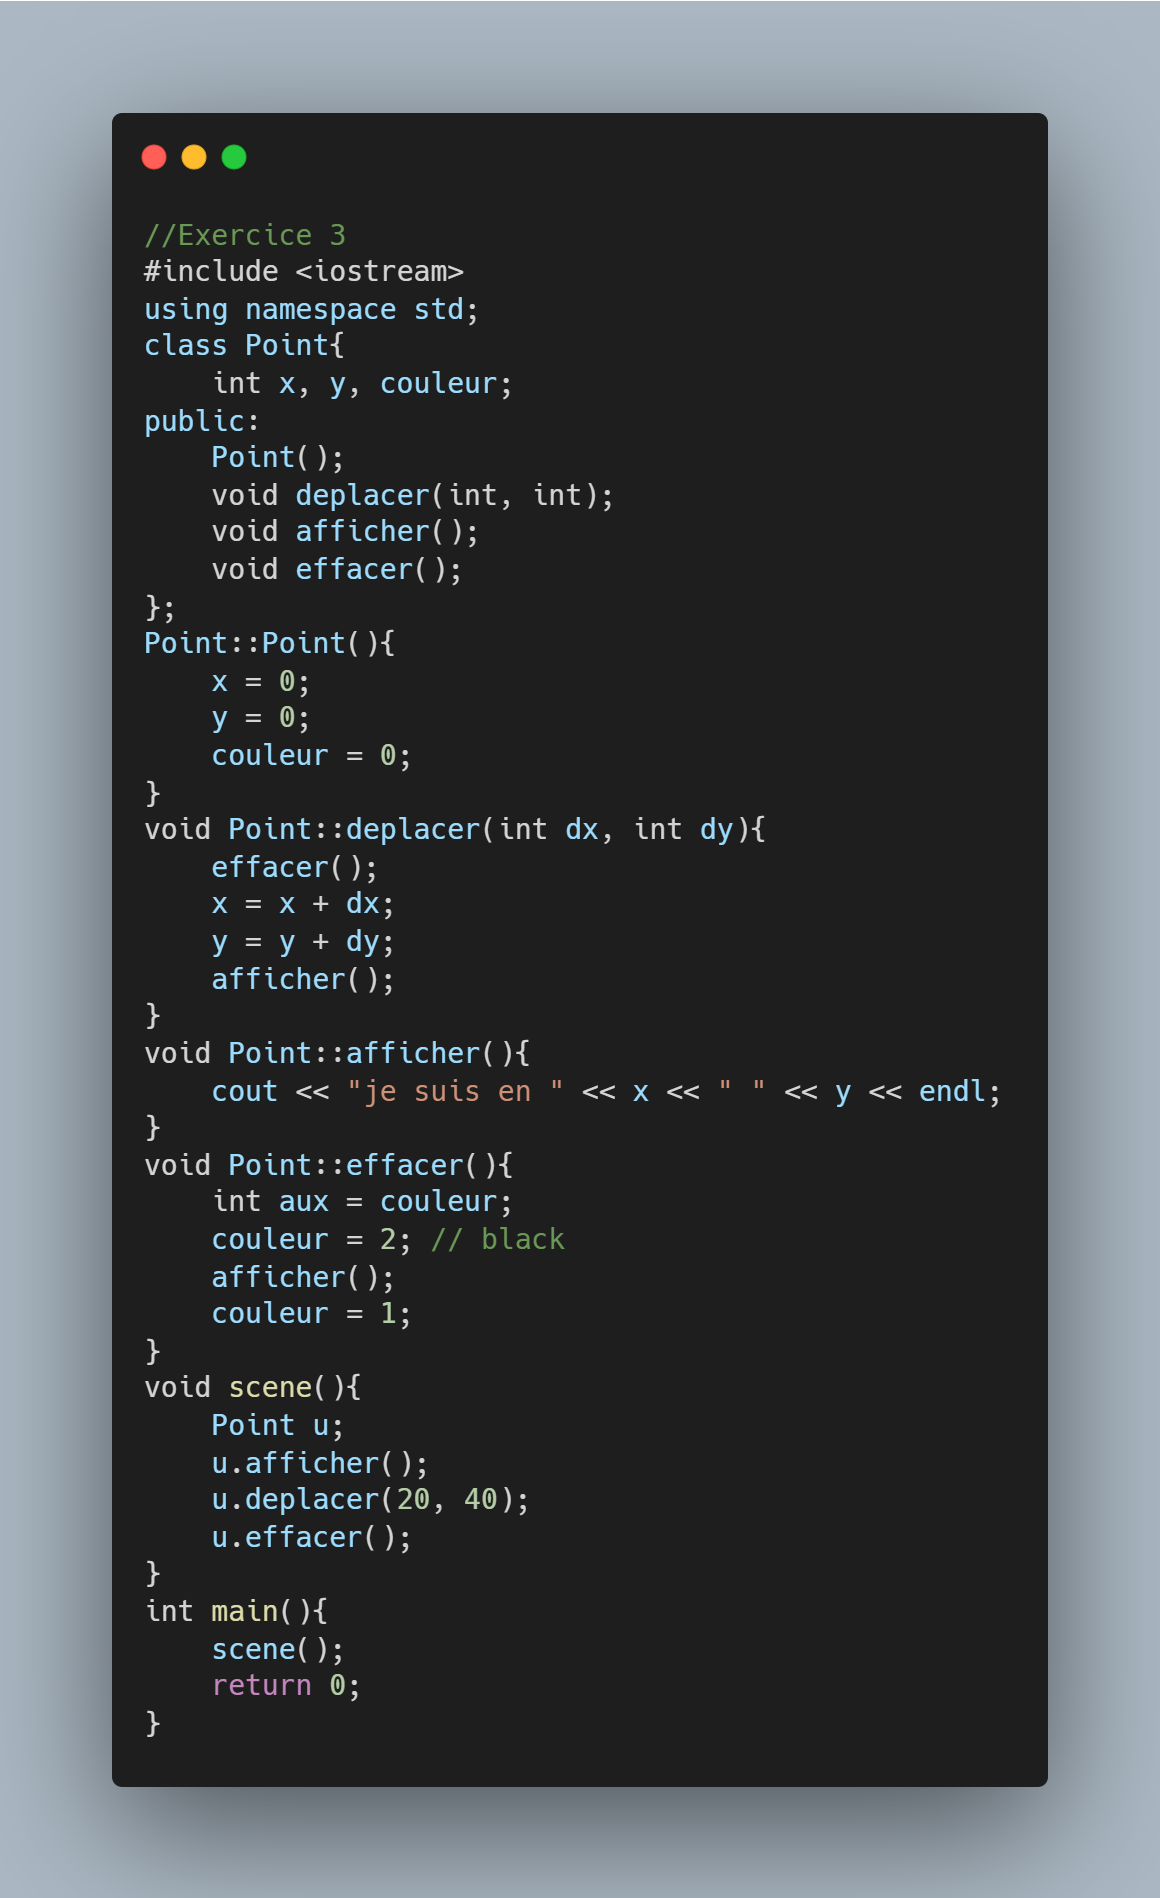 //Exercice 3
#include <iostream>
using namespace std;
class Point{
    int x, y, couleur;
public:
    Point();
    void deplacer(int, int);
    void afficher();
    void effacer();
};
Point::Point(){
    x = 0;
    y = 0;
    couleur = 0;
}
void Point::deplacer(int dx, int dy){
    effacer();
    x = x + dx;
    y = y + dy;
    afficher();
}
void Point::afficher(){
    cout << "je suis en " << x << " " << y << endl;
}
void Point::effacer(){
    int aux = couleur;
    couleur = 2; // black
    afficher();
    couleur = 1;
}
void scene(){
    Point u;
    u.afficher();
    u.deplacer(20, 40);
    u.effacer();
}
int main(){
    scene();
    return 0;
}